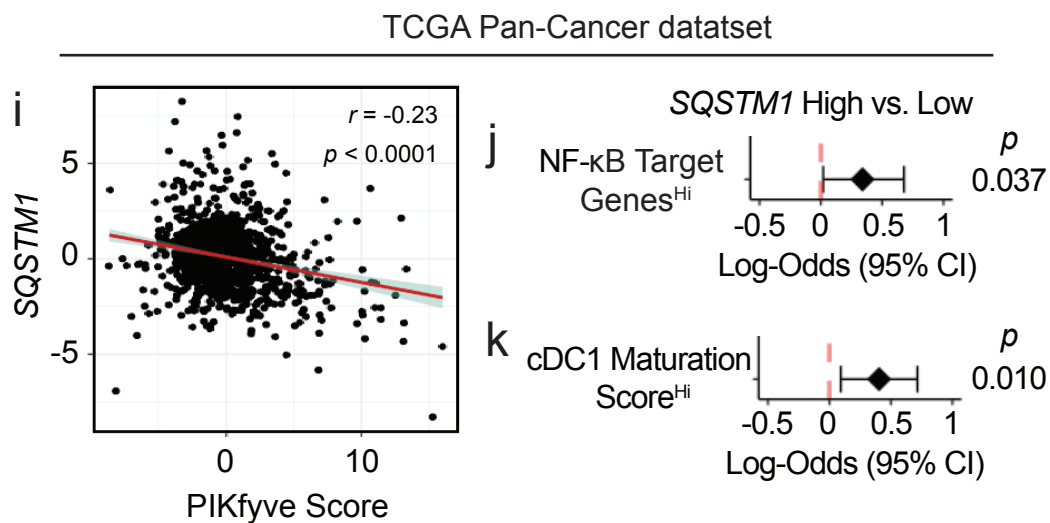 TCGA Pan-Cancer datatset
i
r = -0.23
p < 0.0001
5
0
-5
SQSTM1
0
10
PIKfyve Score
SQSTM1 High vs. Low
j
NF-κB Target
Genes^Hi
p
0.037
-0.5
0
0.5
1
Log-Odds (95% CI)
k
cDC1 Maturation
Score^Hi
p
0.010
-0.5
0
0.5
1
Log-Odds (95% CI)